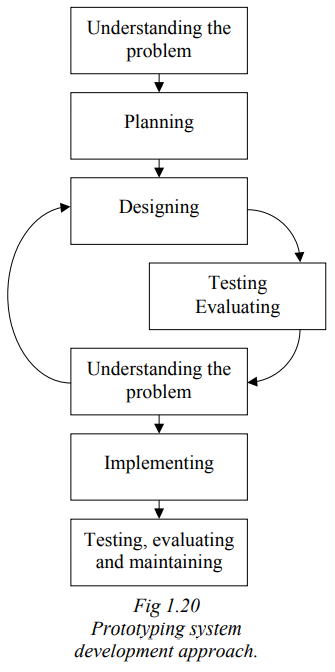 Understanding the
problem
Planning
Designing
Testing
Evaluating
Understanding the
problem
Implementing
Testing, evaluating
and maintaining
Fig 1.20
Prototyping system
development approach.